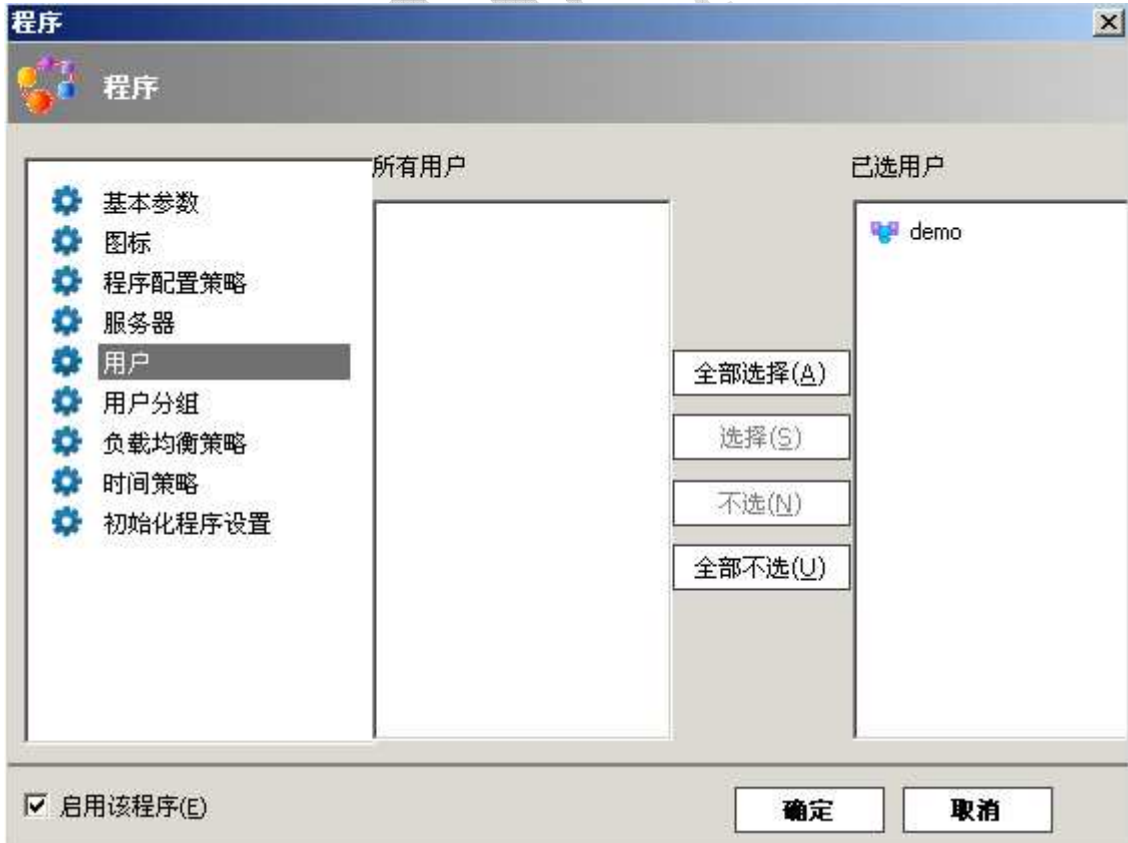 程序
程序
所有用户
已选用户
基本参数
图标
程序配置策略
服务器
用户
用户分组
负载均衡策略
时间策略
初始化程序设置
demo
全部选择(A)
选择(S)
不选(N)
全部不选(U)
启用该程序(E)
确定
取消